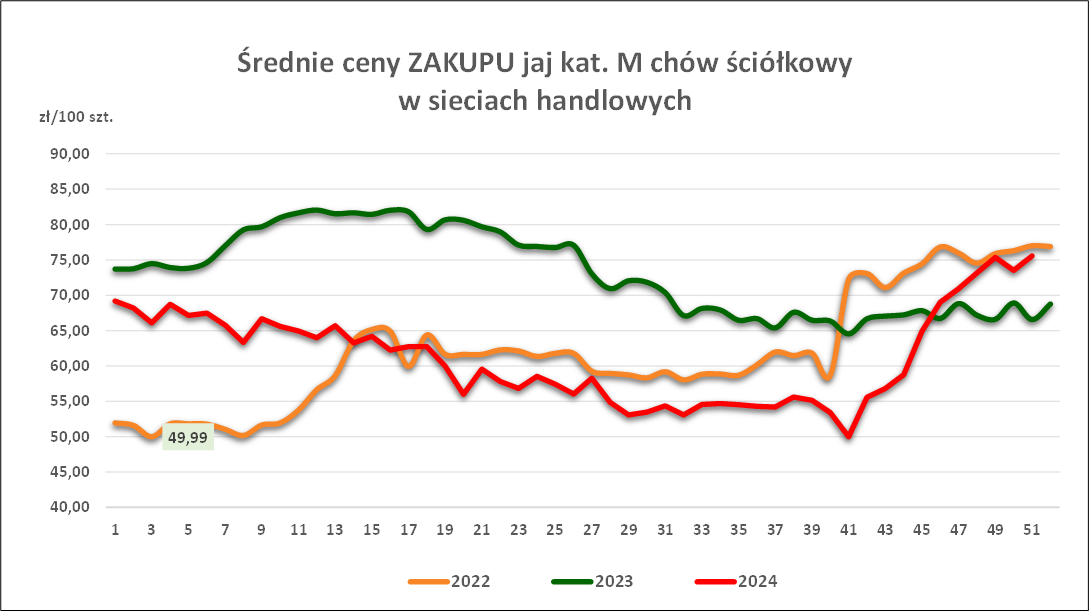 Średnie ceny ZAKUPU jaj kat. M chów ściółkowy
w sieciach handlowych
zł/100 szt.
90,00
85,00
80,00
75,00
70,00
65,00
60,00
55,00
50,00
45,00
40,00
49,99
1 3 5 7 9 11 13 15 17 19 21 23 25 27 29 31 33 35 37 39 41 43 45 47 49 51
2022 2023 2024